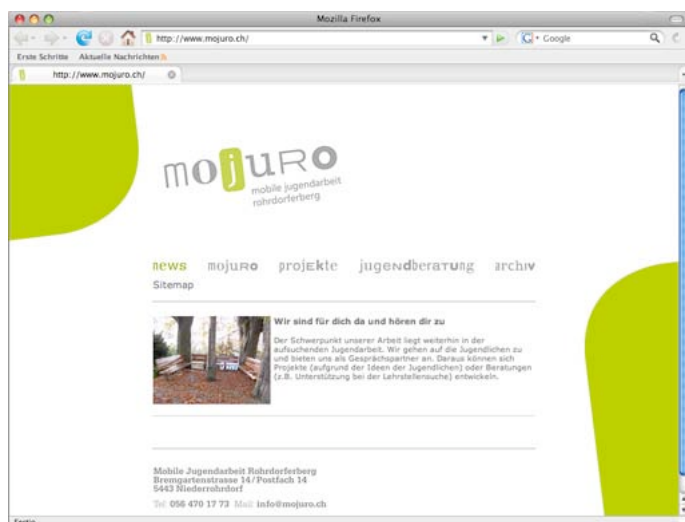 Mozilla Firefox
http://www.mojuro.ch/
Google
Erste Schritte Aktuelle Nachrichten
http://www.mojuro.ch/
mojuro
mobile jugendarbeit
rohrdorferberg
news mojuro projekte jugendberatung archiv
Sitemap
Wir sind für dich da und hören dir zu
Der Schwerpunkt unserer Arbeit liegt weiterhin in der
aufsuchenden Jugendarbeit. Wir gehen auf die Jugendlichen zu
und bieten uns als Gesprächspartner an. Daraus können sich
Projekte (aufgrund der Ideen der Jugendlichen) oder Beratungen
(z.B. Unterstützung bei der Lehrstellensuche) entwickeln.
Mobile Jugendarbeit Rohrdorferberg
Bremgartenstrasse 14/Postfach 14
5443 Niederrohrdorf
Tel 056 470 17 73 Mail info@mojuro.ch
Fertig